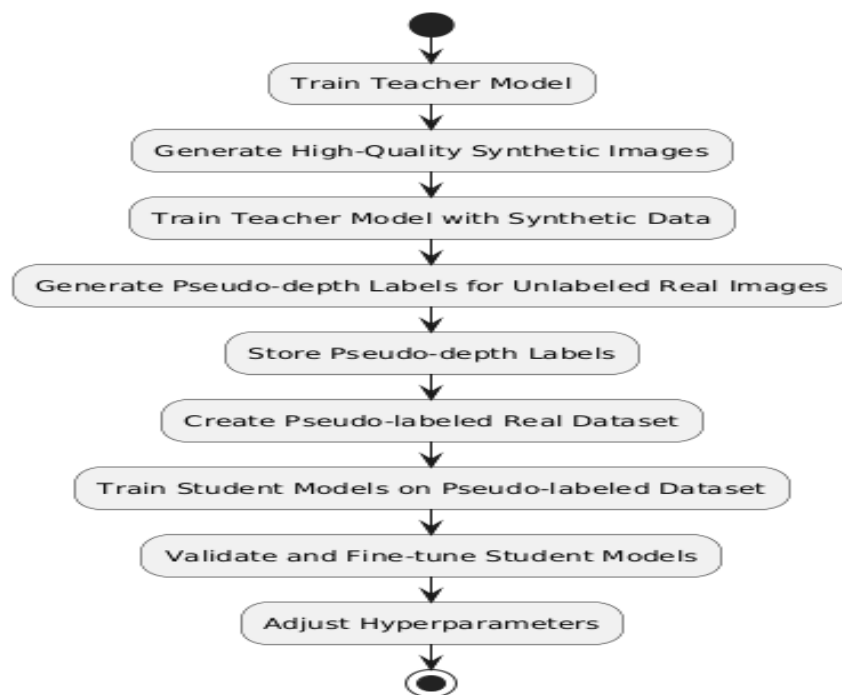 Train Teacher Model
Generate High-Quality Synthetic Images
Train Teacher Model with Synthetic Data
Generate Pseudo-depth Labels for Unlabeled Real Images
Store Pseudo-depth Labels
Create Pseudo-labeled Real Dataset
Train Student Models on Pseudo-labeled Dataset
Validate and Fine-tune Student Models
Adjust Hyperparameters